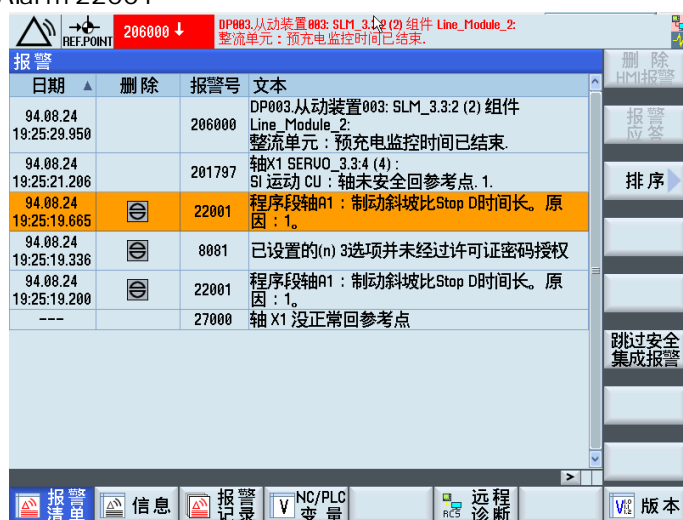 Alarm 22001
REF.POINT
206000
DP003.从动装置003: SLM_3.3:2 (2) 组件 Line_Module_2:
整流单元：预充电监控时间已结束.
报警
日期 删除 报警号 文本
94.08.24
19:25:29.950
206000
DP003.从动装置003: SLM_3.3:2 (2) 组件
Line_Module_2:
整流单元：预充电监控时间已结束.
94.08.24
19:25:21.206
201797
轴X1 SERVO_3.3:4 (4) :
SI 运动 CU：轴未安全回参考点. 1.
94.08.24
19:25:19.665
22001
程序段轴A1：制动斜坡比Stop D时间长。原
因：1。
94.08.24
19:25:19.336
8081
已设置的(n) 3选项并未经过许可证密码授权
94.08.24
19:25:19.200
22001
程序段轴A1：制动斜坡比Stop D时间长。原
因：1。
---
27000
轴 X1 没正常回参考点
删 除
HMI报警
报警
应答
排序
跳过安全
集成报警
报警
清单
信息
报警
记录
NC/PLC
变 量
RCS
远程
诊断
版本